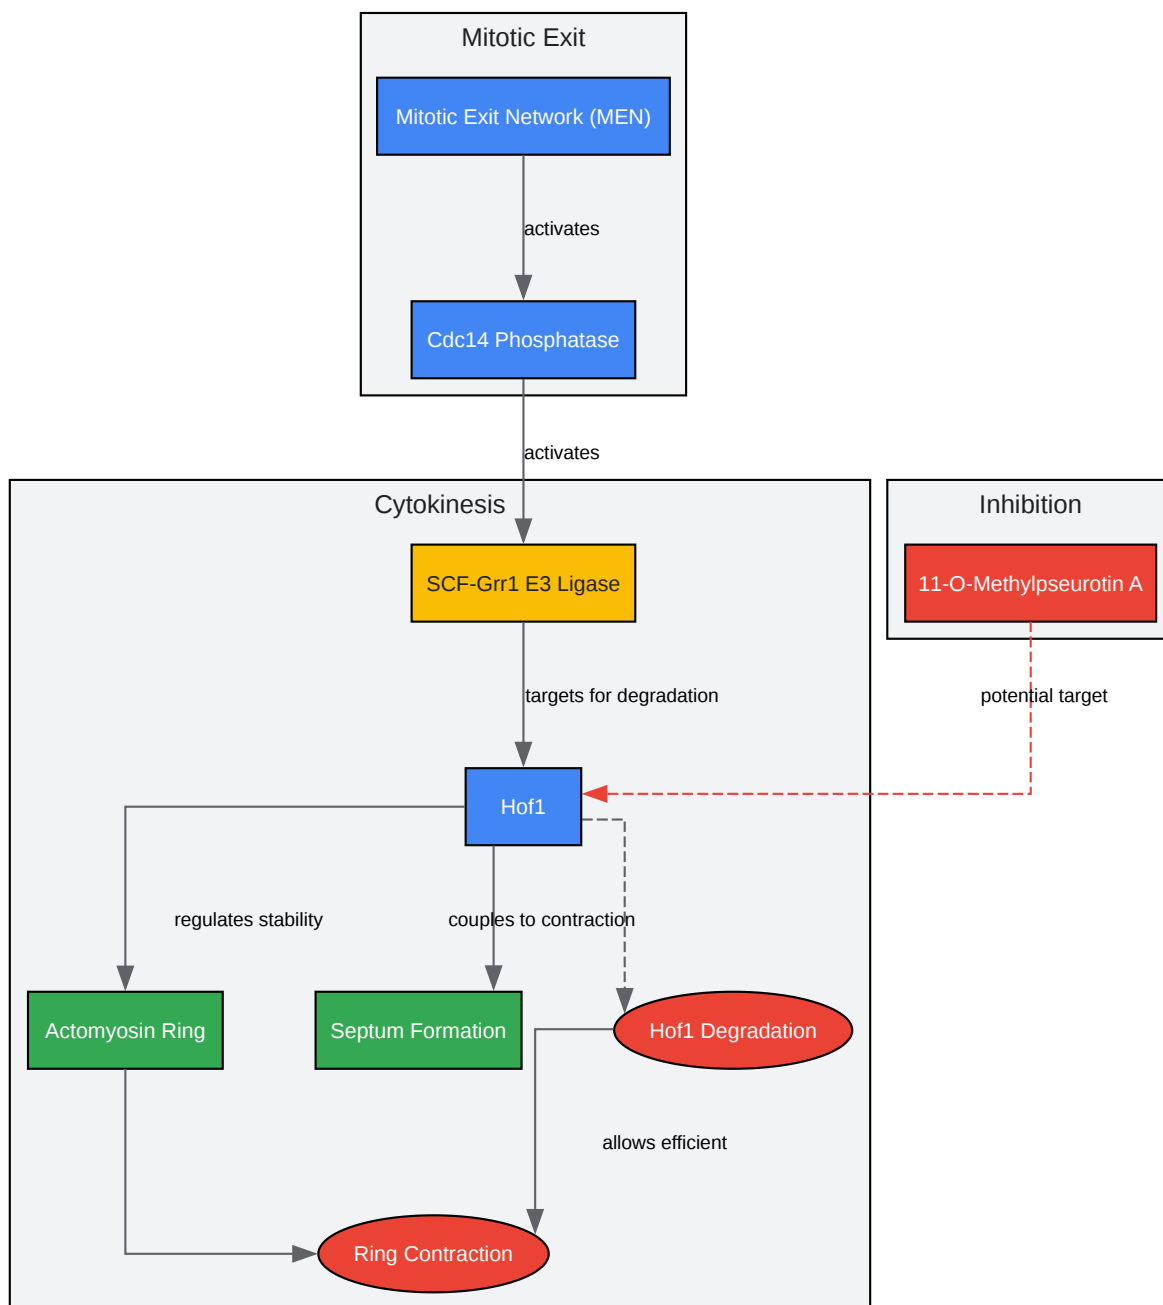 Mitotic Exit
Mitotic Exit Network (MEN)
activates
Cdc14 Phosphatase
activates
Cytokinesis
Inhibition
SCF-Grr1 E3 Ligase
11-O-Methylpseurotin A
targets for degradation
potential target
Hof1
regulates stability
couples to contraction
Actomyosin Ring
Septum Formation
Hof1 Degradation
allows efficient
Ring Contraction